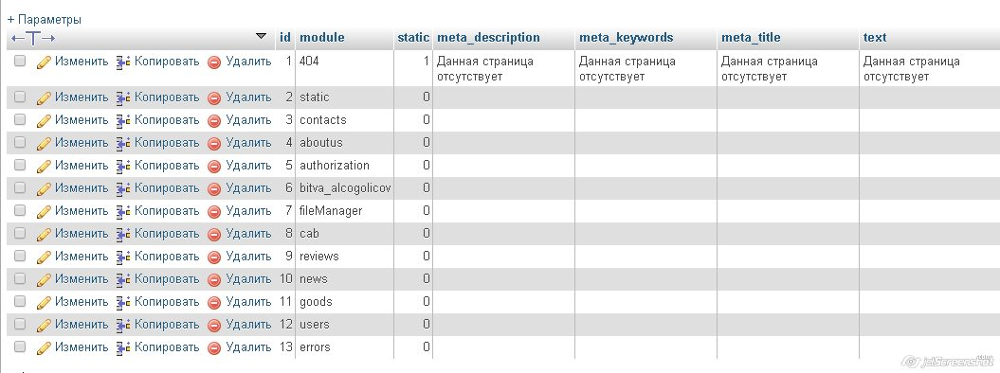 + Параметры
←T→ id module static meta_description meta_keywords meta_title text
Изменить Копировать Удалить 1 404 1 Данная страница Данная страница Данная страница Данная страница
отсутствует отсутствует отсутствует отсутствует
Изменить Копировать Удалить 2 static 0
Изменить Копировать Удалить 3 contacts 0
Изменить Копировать Удалить 4 aboutus 0
Изменить Копировать Удалить 5 authorization 0
Изменить Копировать Удалить 6 bitva_alcogolicov 0
Изменить Копировать Удалить 7 fileManager 0
Изменить Копировать Удалить 8 cab 0
Изменить Копировать Удалить 9 reviews 0
Изменить Копировать Удалить 10 news 0
Изменить Копировать Удалить 11 goods 0
Изменить Копировать Удалить 12 users 0
Изменить Копировать Удалить 13 errors 0
jetScreenshot